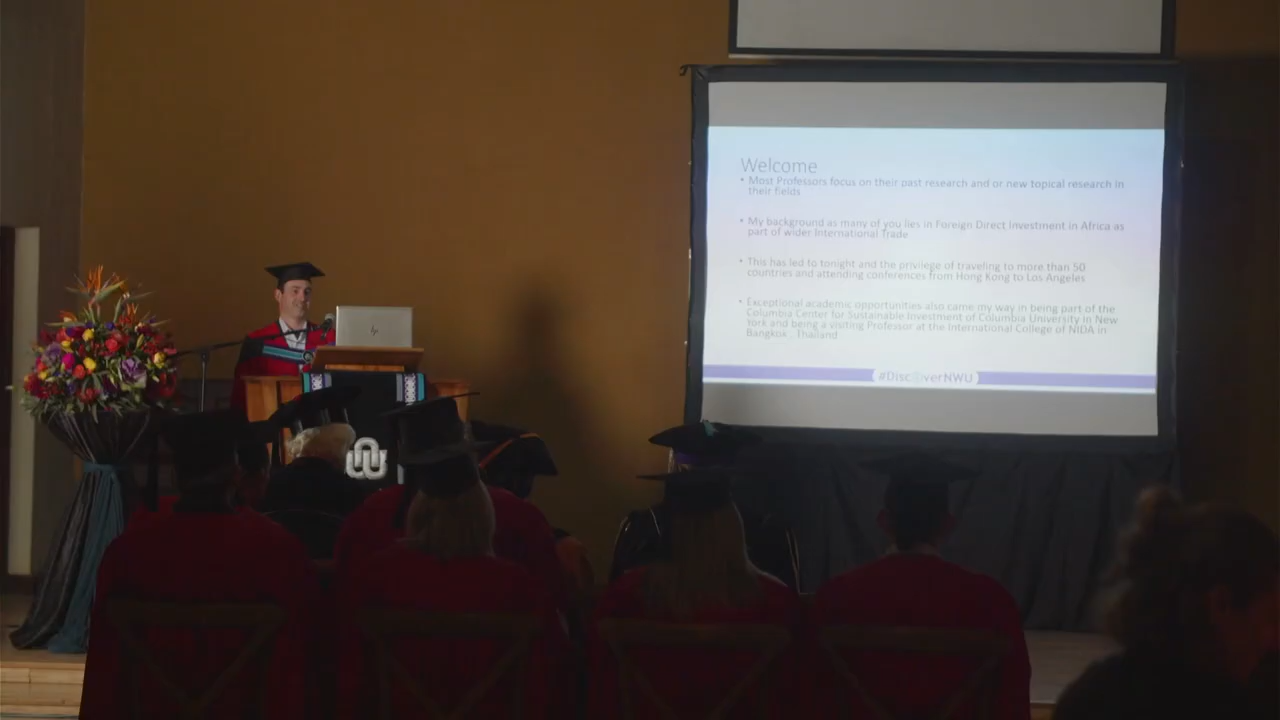 Welcome
• Most Professors focus on their past research and or new topical research in
their fields
• My background as many of you lies in Foreign Direct Investment in Africa as
part of wider International Trade
• This has led to tonight and the privilege of traveling to more than 50
countries and attending conferences from Hong Kong to Los Angeles
• Exceptional academic opportunities also came my way in being part of the
Columbia Center for Sustainable Investment of Columbia University in New
York and being a visiting Professor at the International College of NIDA in
Bangkok . Thailand
#DiscoverNWU
hp